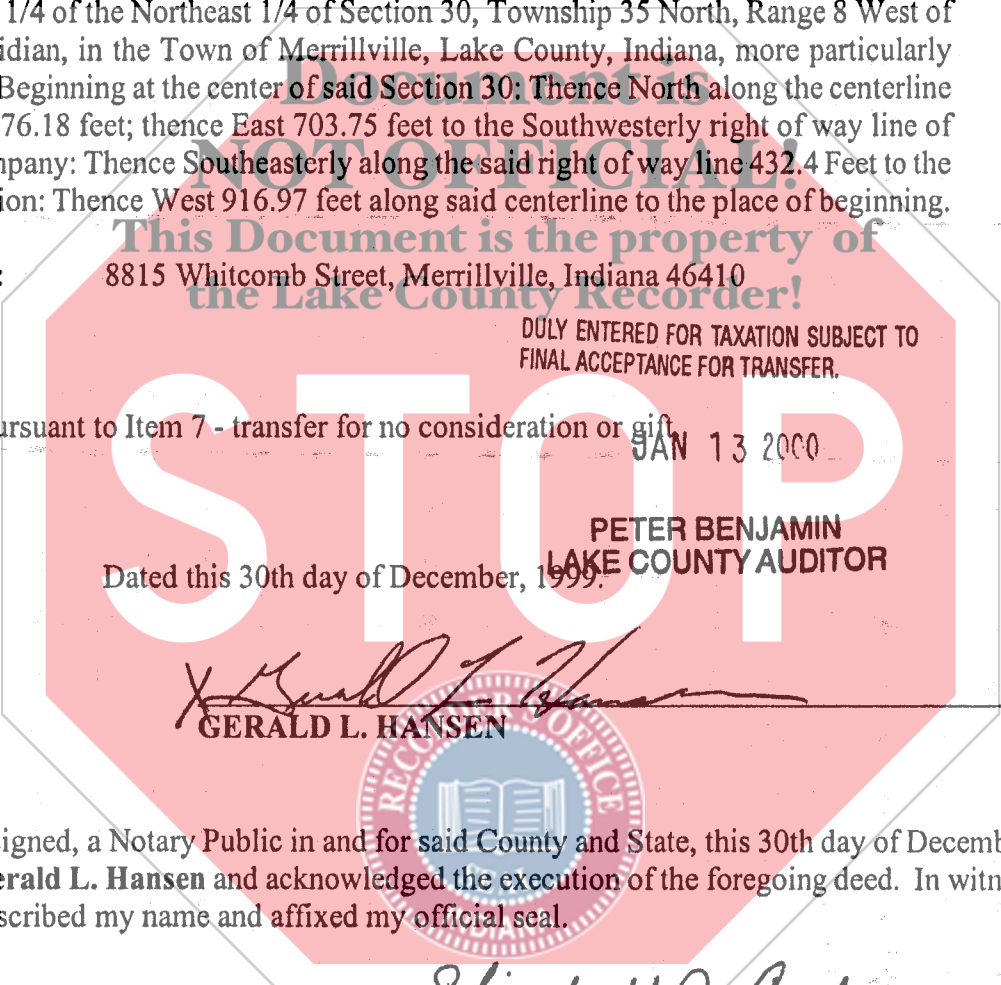 1/4 of the Northeast 1/4 of Section 30, Township 35 North, Range 8 West of
idian, in the Town of Merrillville, Lake County, Indiana, more particularly
Document is
Beginning at the center of said Section 30: Thence North along the centerline
76.18 feet; thence East 703.75 feet to the Southwesterly right of way line of
NOT OFFICIAL!
npany: Thence Southeasterly along the said right of way line 432.4 Feet to the
ion: Thence West 916.97 feet along said centerline to the place of beginning.
This Document is the property of
: 8815 Whitcomb Street, Merrillville, Indiana 46410
the Lake County Recorder!
DULY ENTERED FOR TAXATION SUBJECT TO
FINAL ACCEPTANCE FOR TRANSFER.
STOP
ursuant to Item 7 - transfer for no consideration or gift
JAN 13 2000
PETER BENJAMIN
LAKE COUNTY AUDITOR
Dated this 30th day of December, 1999.
X Gerald L Hansen
GERALD L. HANSEN
RECORDER'S OFFICE
igned, a Notary Public in and for said County and State, this 30th day of Decemb
erald L. Hansen and acknowledged the execution of the foregoing deed. In witn
scribed my name and affixed my official seal.
INDIANA